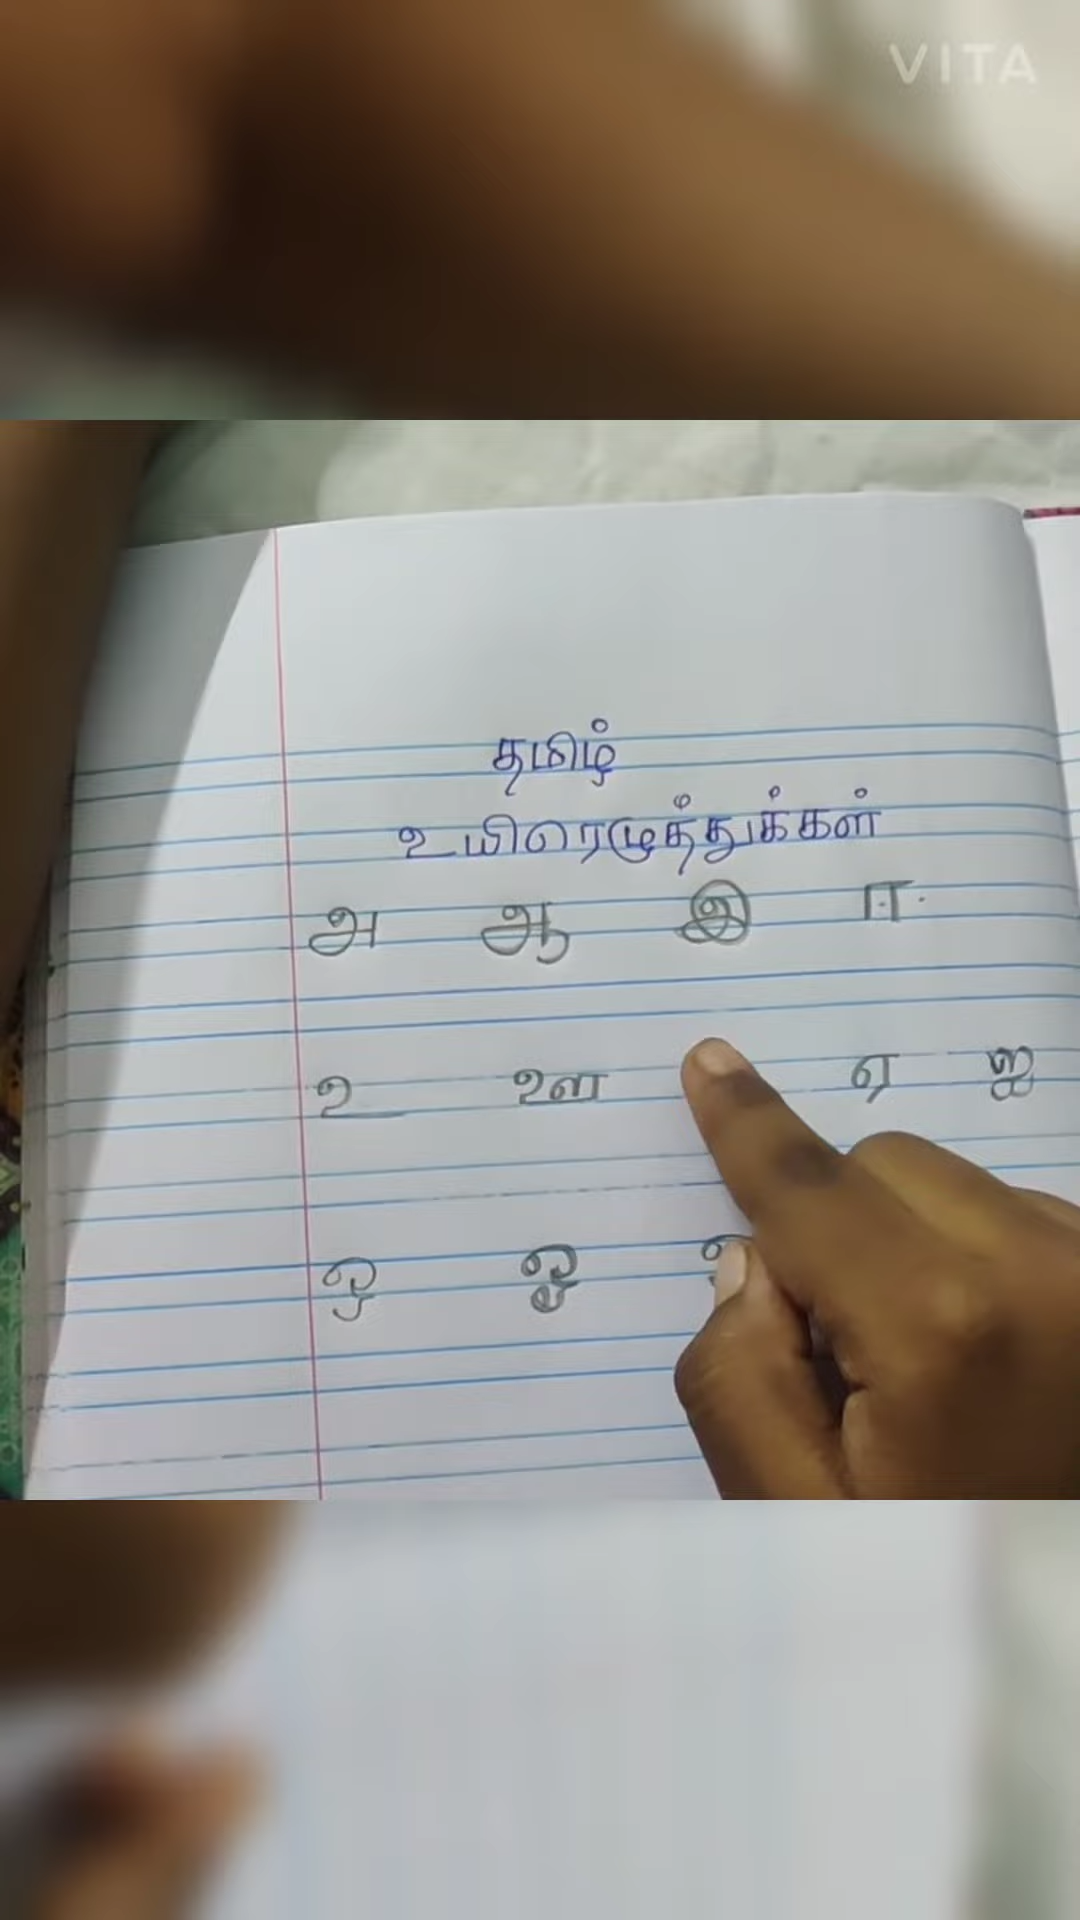 VITA
தமிழ்
உயிரெழுத்துக்கள்
அ ஆ இ ஈ
உ ஊ ஏ ஐ
ஒ ஓ